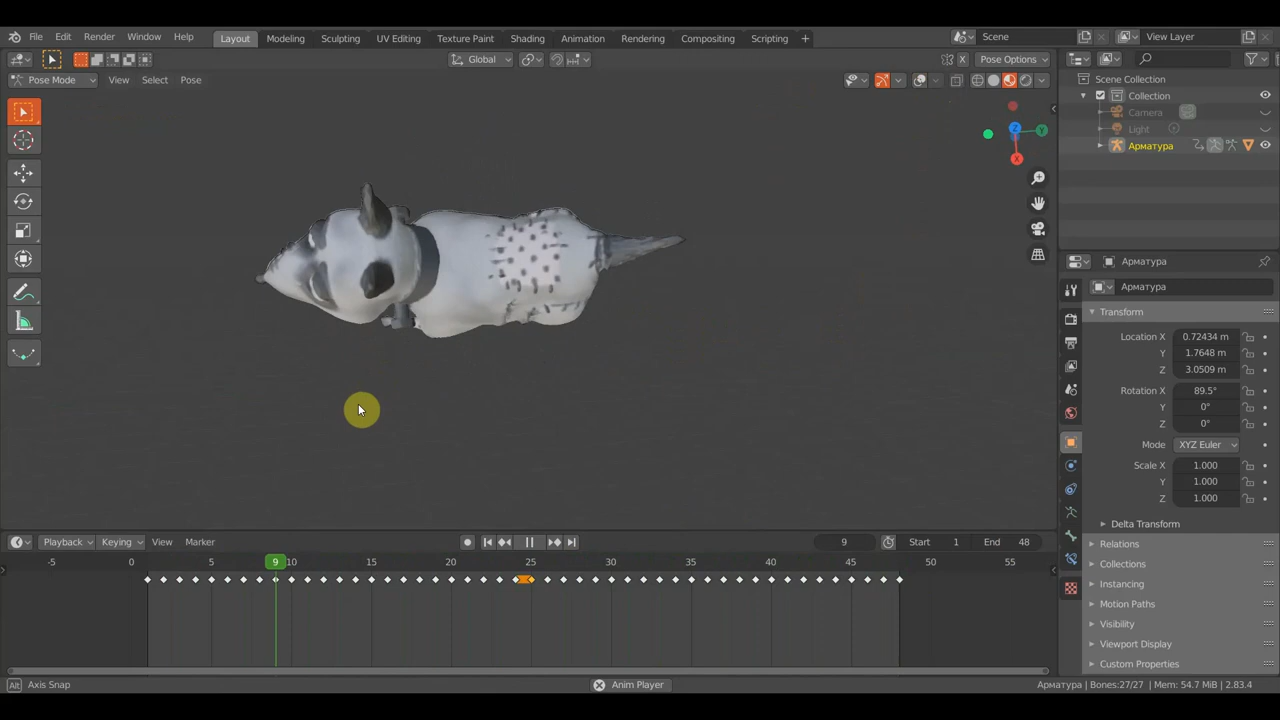 File Edit Render Window Help Layout Modeling Sculpting UV Editing Texture Paint Shading Animation Rendering Compositing Scripting + Scene View Layer
Global Pose Options
Pose Mode View Select Pose
Scene Collection
Collection
Camera
Light
Арматура
X
Y
Z
Арматура
Арматура
Transform
Location X 0.72434 m
Y 1.7648 m
Z 3.0509 m
Rotation X 89.5°
Y 0°
Z 0°
Mode XYZ Euler
Scale X 1.000
Y 1.000
Z 1.000
Delta Transform
Relations
Collections
Instancing
Motion Paths
Visibility
Viewport Display
Custom Properties
Playback Keying View Marker 9 Start 1 End 48
-5 0 5 9 10 15 20 25 30 35 40 45 50 55
Alt Axis Snap Anim Player Арматура | Bones:27/27 | Mem: 54.7 MiB | 2.83.4